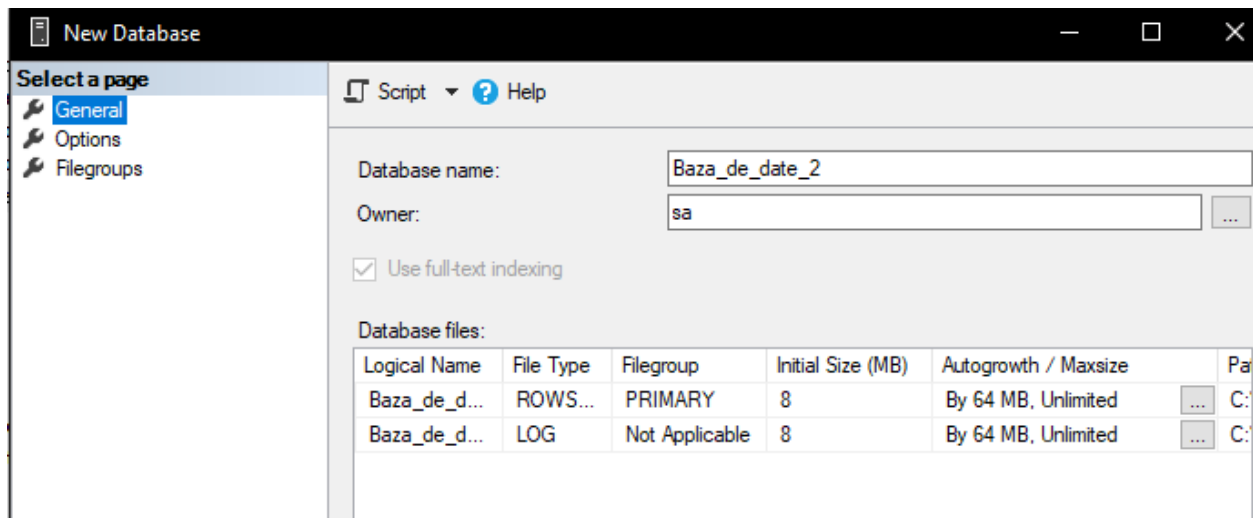 New Database
Select a page
General
Options
Filegroups
Script Help
Database name: Baza_de_date_2
Owner: sa ...
Use full-text indexing
Database files:
Logical Name File Type Filegroup Initial Size (MB) Autogrowth / Maxsize
Baza_de_d... ROWS... PRIMARY 8 By 64 MB, Unlimited ... C:
Baza_de_d... LOG Not Applicable 8 By 64 MB, Unlimited ... C: